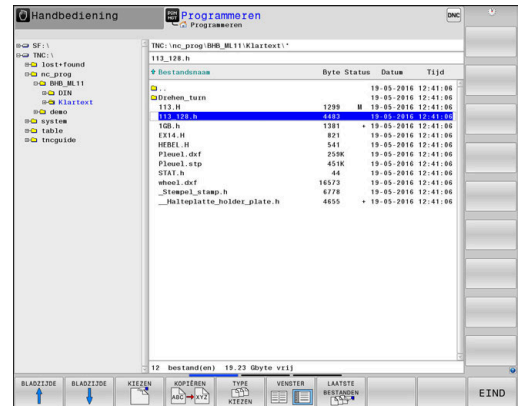 Handbediening
PGM MGT Programmeren
Programmeren
DNC
SF:\
TNC:\
lost+found
nc_prog
BHB_ML11
DIN
Klartext
demo
system
table
tncguide
TNC:\nc_prog\BHB_ML11\Klartext\*
113_128.h
Bestandsnaam Byte Status Datum Tijd
.. 19-05-2016 12:41:06
Drehen_turn 19-05-2016 12:41:06
113.H 1299 M 19-05-2016 12:41:06
113_128.h 4483 19-05-2016 12:41:06
1GB.h 1381 + 19-05-2016 12:41:06
EX14.H 821 19-05-2016 12:41:06
HEBEL.H 541 19-05-2016 12:41:06
Pleuel.dxf 259K 19-05-2016 12:41:06
Pleuel.stp 451K 19-05-2016 12:41:06
STAT.h 44 19-05-2016 12:41:06
wheel.dxf 16573 19-05-2016 12:41:06
_Stempel_stamp.h 6778 19-05-2016 12:41:06
__Halteplatte_holder_plate.h 4655 + 19-05-2016 12:41:06
12 bestand(en) 19.23 Gbyte vrij
BLADZIJDE
BLADZIJDE
KIEZEN
KOPIËREN
ABC XYZ
TYPE
KIEZEN
VENSTER
LAATSTE
BESTANDEN
EIND